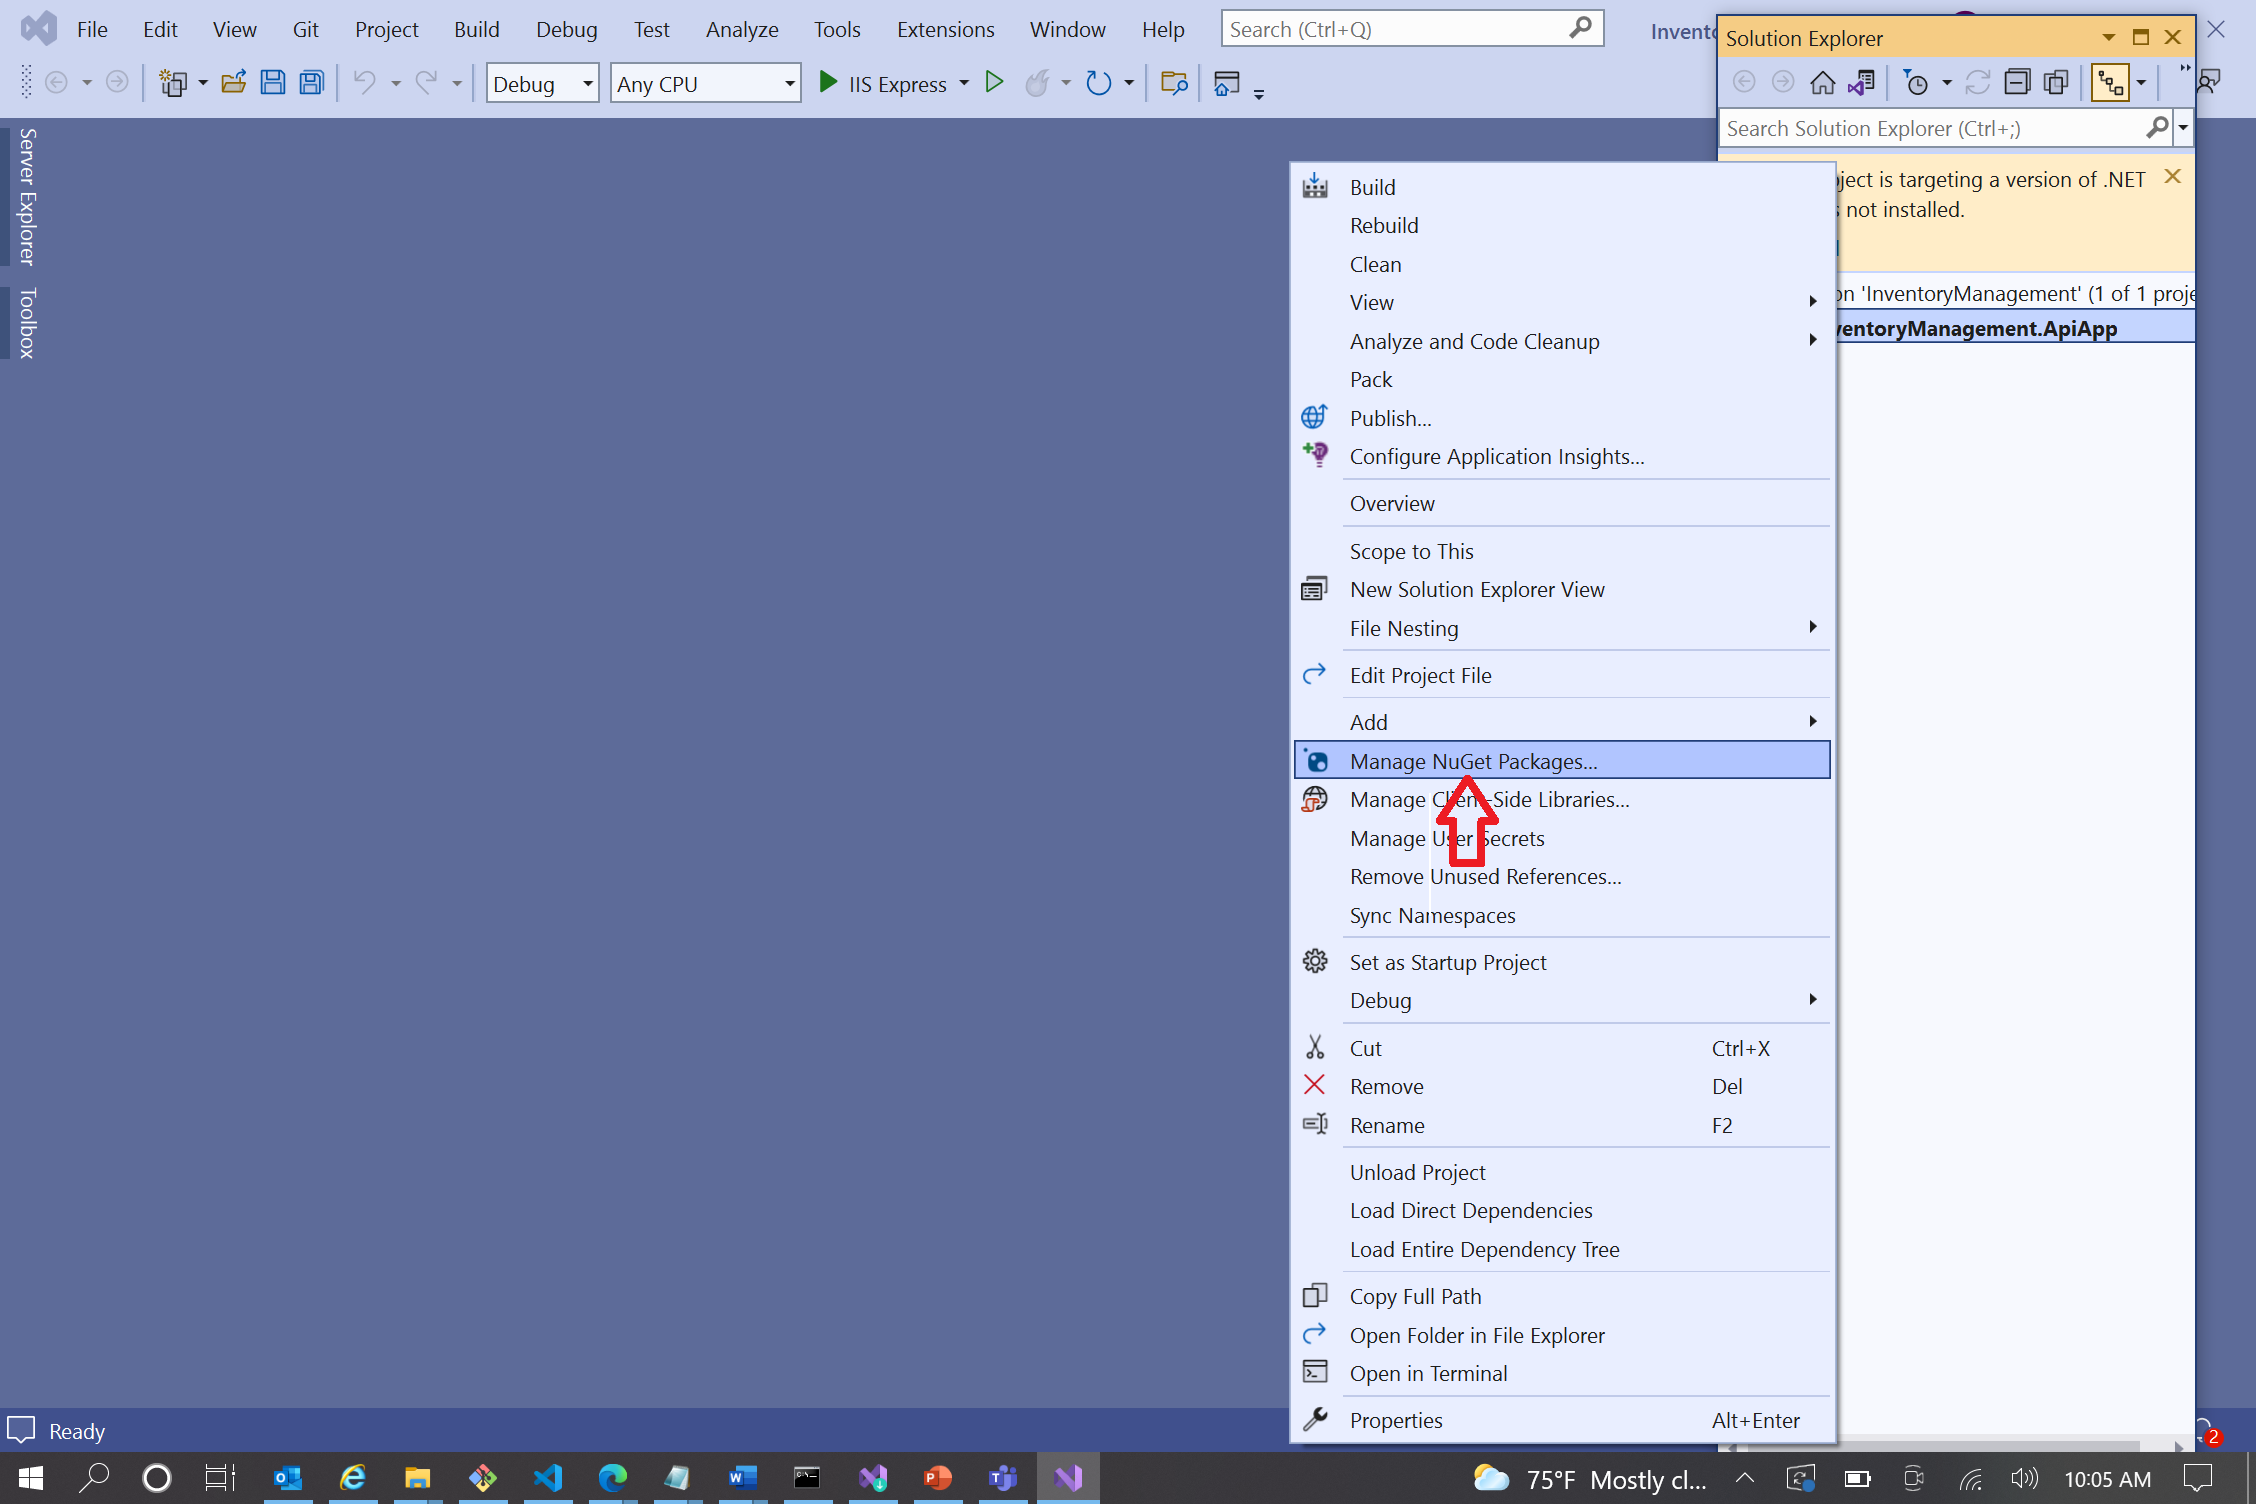 File Edit View Git Project Build Debug Test Analyze Tools Extensions Window Help Search (Ctrl+Q)
Solution Explorer
Debug Any CPU IIS Express
Search Solution Explorer (Ctrl+;)
Server Explorer
Toolbox
is targeting a version of .NET
not installed.
'InventoryManagement' (1 of 1
Build
Rebuild
Clean
View
Analyze and Code Cleanup
Pack
Publish...
Configure Application Insights...
Overview
Scope to This
New Solution Explorer View
File Nesting
Edit Project File
Add
Manage NuGet Packages...
Manage Client-Side Libraries...
Manage User Secrets
Remove Unused References...
Sync Namespaces
Set as Startup Project
Debug
Cut Ctrl+X
Remove Del
Rename F2
Unload Project
Load Direct Dependencies
Load Entire Dependency Tree
Copy Full Path
Open Folder in File Explorer
Open in Terminal
Properties Alt+Enter
ventoryManagement.ApiApp
Ready
2
75°F Mostly cl... 10:05 AM